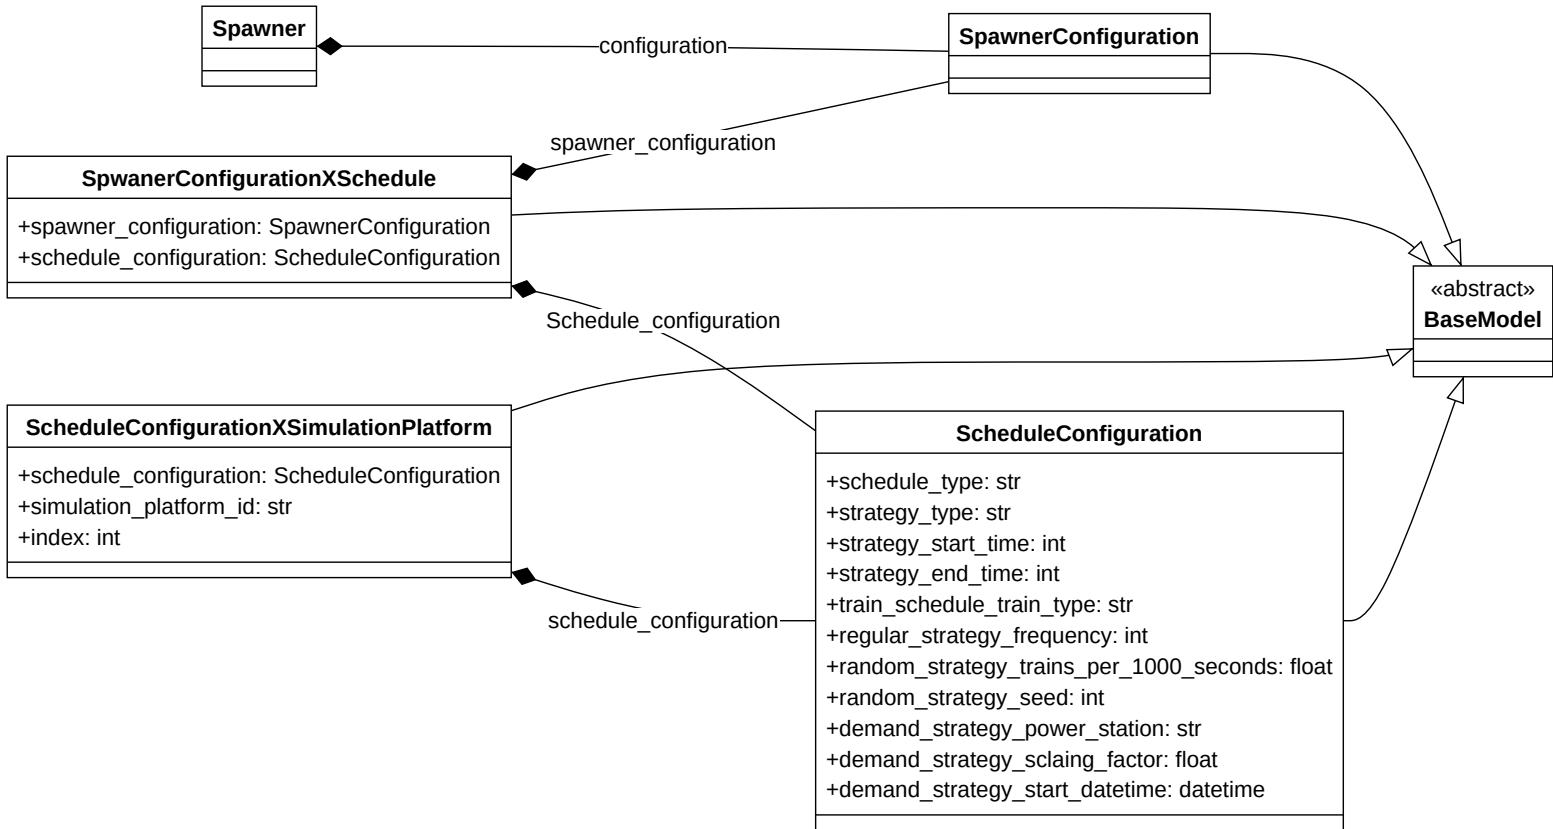 Spawner
configuration
SpawnerConfiguration
spawner_configuration
SpwanerConfigurationXSchedule
+spawner_configuration: SpawnerConfiguration
+schedule_configuration: ScheduleConfiguration
Schedule_configuration
«abstract»
BaseModel
ScheduleConfigurationXSimulationPlatform
+schedule_configuration: ScheduleConfiguration
+simulation_platform_id: str
+index: int
schedule_configuration
ScheduleConfiguration
+schedule_type: str
+strategy_type: str
+strategy_start_time: int
+strategy_end_time: int
+train_schedule_train_type: str
+regular_strategy_frequency: int
+random_strategy_trains_per_1000_seconds: float
+random_strategy_seed: int
+demand_strategy_power_station: str
+demand_strategy_sclaing_factor: float
+demand_strategy_start_datetime: datetime